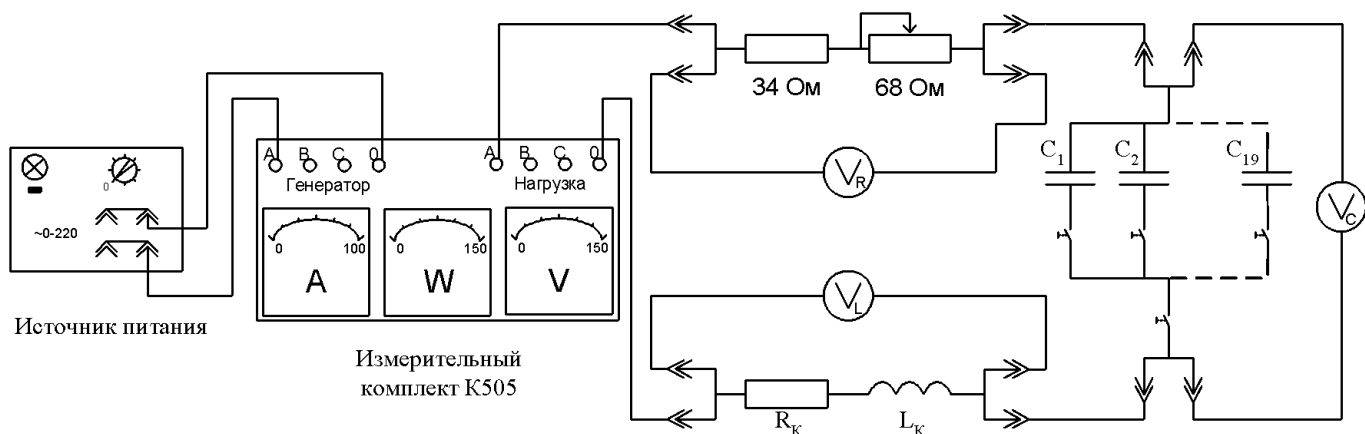 34 Ом
68 Ом
V_R
C_1
C_2
C_19
V_C
A B C 0
Генератор
A B C 0
Нагрузка
0
~0-220
0 100
A
0 150
W
0 150
V
Источник питания
Измерительный
комплект К505
V_L
R_К
L_К